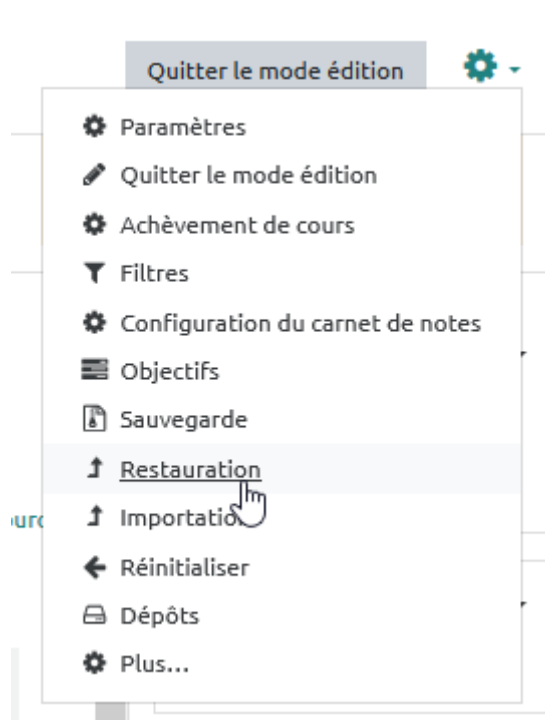 Quitter le mode édition
Paramètres
Quitter le mode édition
Achèvement de cours
Filtres
Configuration du carnet de notes
Objectifs
Sauvegarde
Restauration
Importation
Réinitialiser
Dépôts
Plus...